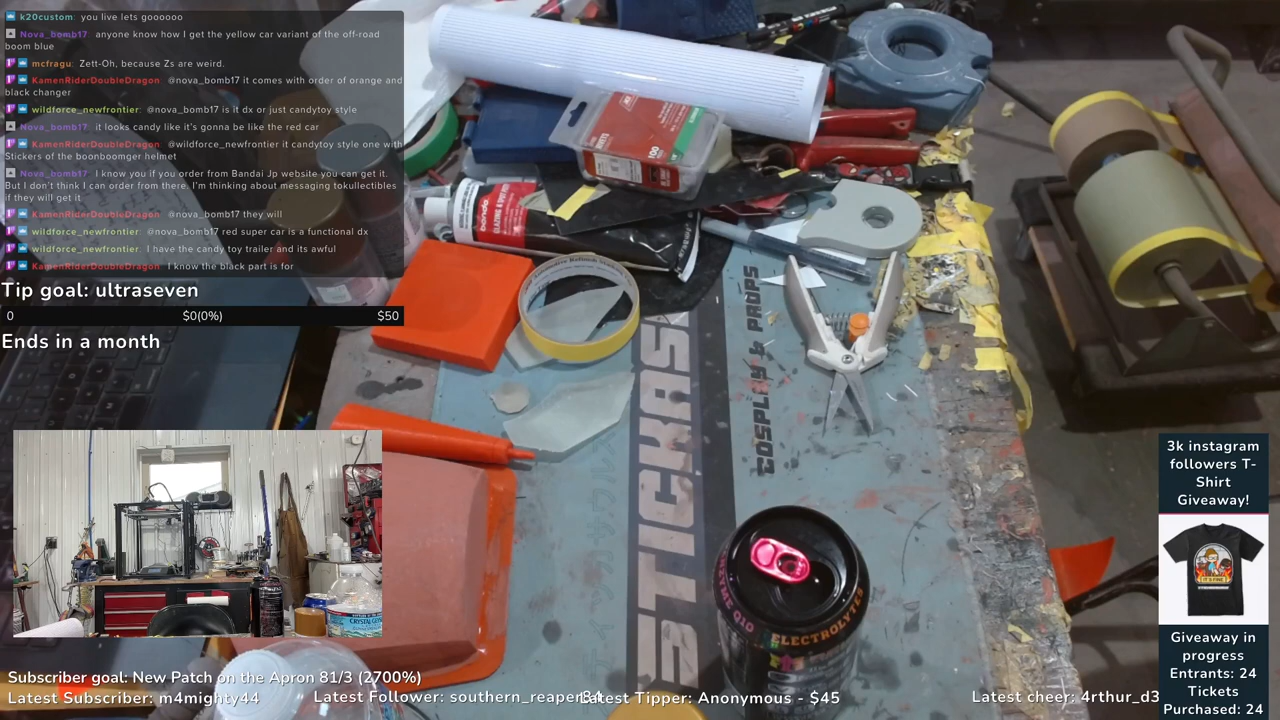 k20custom: you live lets goooooo
Nova_bomb17: anyone know how I get the yellow car variant of the off-road
boom blue
mcfragu: Zett-Oh, because Zs are weird.
KamenRiderDoubleDragon: @nova_bomb17 it comes with order of orange and
black changer
wildforce_newfrontier: @nova_bomb17 is it dx or just candytoy style
Nova_bomb17: it looks candy like it's gonna be like the red car
KamenRiderDoubleDragon: @wildforce_newfrontier it candytoy style one with
Stickers of the boonboomger helmet
Nova_bomb17: I know you if you order from Bandai Jp website you can get it.
But I don't think I can order from there. I'm thinking about messaging tokullectibles
if they will get it
KamenRiderDoubleDragon: @nova_bomb17 they will
wildforce_newfrontier: @nova_bomb17 red super car is a functional dx
wildforce_newfrontier: I have the candy toy trailer and its awful
KamenRiderDoubleDragon: I know the black part is for
Tip goal: ultraseven
0 $0(0%) $50
Ends in a month
bondo
100
COSPLAY & PROPS
ELECTROLYTES
CRYSTAL GEYSER
3k instagram
followers T-
Shirt
Giveaway!
IT'S FINE
Giveaway in
progress
Entrants: 24
Tickets
Purchased: 24
Subscriber goal: New Patch on the Apron 81/3 (2700%)
Latest Subscriber: m4mighty44
Latest Follower: southern_reaper84
Latest Tipper: Anonymous - $45
Latest cheer: 4rthur_d3